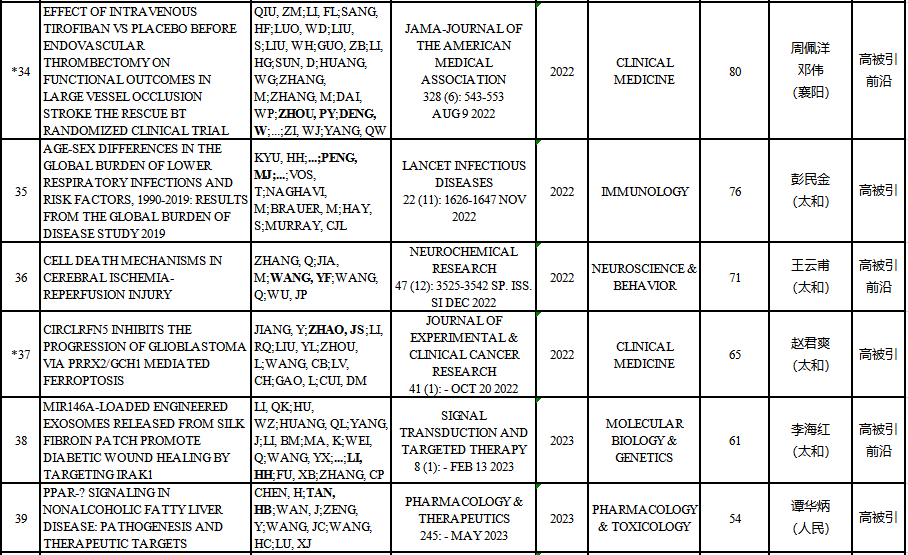 *34
EFFECT OF INTRAVENOUS
TIROFIBAN VS PLACEBO BEFORE
ENDOVASCULAR
THROMBECTOMY ON
FUNCTIONAL OUTCOMES IN
LARGE VESSEL OCCLUSION
STROKE THE RESCUE BT
RANDOMIZED CLINICAL TRIAL
QIU, ZM;LI, FL;SANG,
HF;LUO, WD;LIU,
S;LIU, WH;GUO, ZB;LI,
HG;SUN, D;HUANG,
WG;ZHANG,
M;ZHANG, M;DAI,
WP;ZHOU, PY;DENG,
W;...;ZI, WJ;YANG, QW
JAMA-JOURNAL OF
THE AMERICAN
MEDICAL
ASSOCIATION
328 (6): 543-553
AUG 9 2022
2022
CLINICAL
MEDICINE
80
周佩洋
邓伟
(襄阳)
高被引
前沿
35
AGE-SEX DIFFERENCES IN THE
GLOBAL BURDEN OF LOWER
RESPIRATORY INFECTIONS AND
RISK FACTORS, 1990-2019: RESULTS
FROM THE GLOBAL BURDEN OF
DISEASE STUDY 2019
KYU, HH;...;PENG,
MJ;...;VOS,
T;NAGHAVI,
M;BRAUER, M;HAY,
S;MURRAY, CJL
LANCET INFECTIOUS
DISEASES
22 (11): 1626-1647 NOV
2022
2022
IMMUNOLOGY
76
彭民金
(太和)
高被引
36
CELL DEATH MECHANISMS IN
CEREBRAL ISCHEMIA-
REPERFUSION INJURY
ZHANG, Q;JIA,
M;WANG, YF;WANG,
Q;WU, JP
NEUROCHEMICAL
RESEARCH
47 (12): 3525-3542 SP. ISS.
SI DEC 2022
2022
NEUROSCIENCE &
BEHAVIOR
71
王云甫
(太和)
高被引
前沿
*37
CIRCLRFN5 INHIBITS THE
PROGRESSION OF GLIOBLASTOMA
VIA PRRX2/GCH1 MEDIATED
FERROPTOSIS
JIANG, Y;ZHAO, JS;LI,
RQ;LIU, YL;ZHOU,
L;WANG, CB;LV,
CH;GAO, L;CUI, DM
JOURNAL OF
EXPERIMENTAL &
CLINICAL CANCER
RESEARCH
41 (1): - OCT 20 2022
2022
CLINICAL
MEDICINE
65
赵君爽
(太和)
高被引
38
MIR146A-LOADED ENGINEERED
EXOSOMES RELEASED FROM SILK
FIBROIN PATCH PROMOTE
DIABETIC WOUND HEALING BY
TARGETING IRAK1
LI, QK;HU,
WZ;HUANG, QL;YANG,
J;LI, BM;MA, K;WEI,
Q;WANG, YX;...;LI,
HH;FU, XB;ZHANG, CP
SIGNAL
TRANSDUCTION AND
TARGETED THERAPY
8 (1): - FEB 13 2023
2023
MOLECULAR
BIOLOGY &
GENETICS
61
李海红
(太和)
高被引
前沿
39
PPAR-? SIGNALING IN
NONALCOHOLIC FATTY LIVER
DISEASE: PATHOGENESIS AND
THERAPEUTIC TARGETS
CHEN, H;TAN,
HB;WAN, J;ZENG,
Y;WANG, JC;WANG,
HC;LU, XJ
PHARMACOLOGY &
THERAPEUTICS
245: - MAY 2023
2023
PHARMACOLOGY
& TOXICOLOGY
54
谭华炳
(人民)
高被引